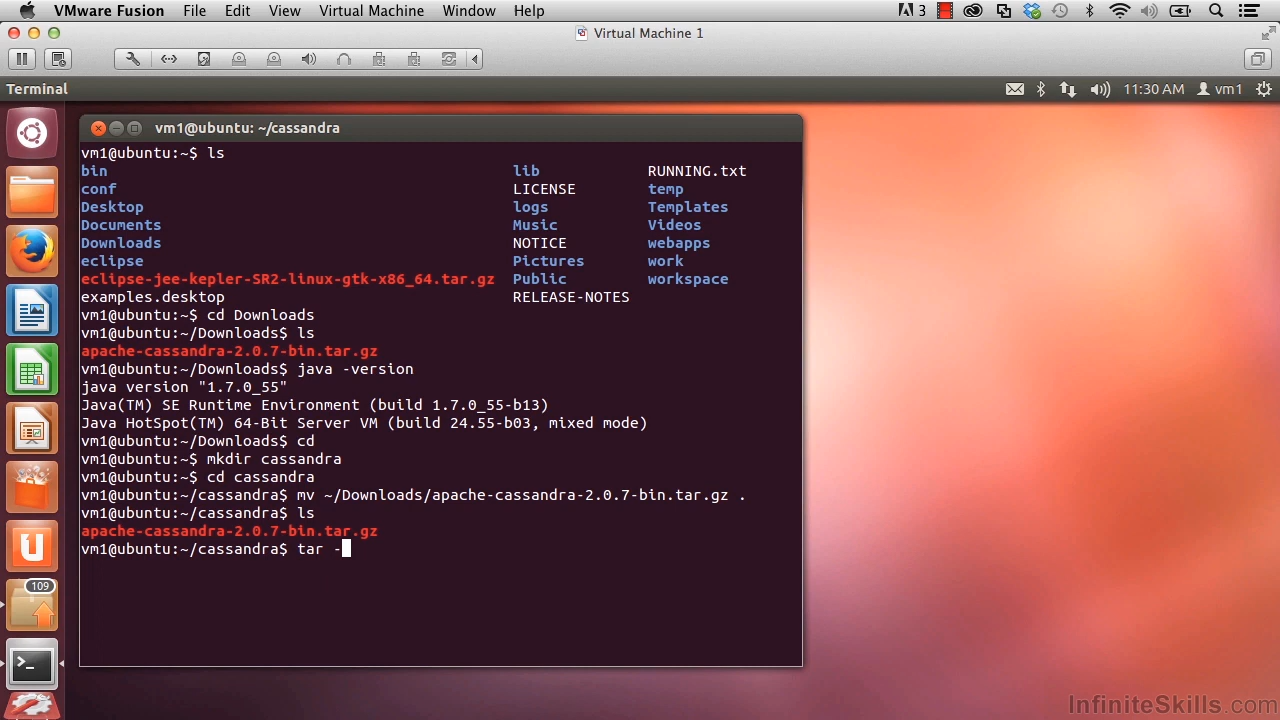 VMware Fusion File Edit View Virtual Machine Window Help 3
Virtual Machine 1
Terminal 11:30 AM vm1
vm1@ubuntu: ~/cassandra
vm1@ubuntu:~$ ls
bin lib RUNNING.txt
conf LICENSE temp
Desktop logs Templates
Documents Music Videos
Downloads NOTICE webapps
eclipse Pictures work
eclipse-jee-kepler-SR2-linux-gtk-x86_64.tar.gz Public workspace
examples.desktop RELEASE-NOTES
vm1@ubuntu:~$ cd Downloads
vm1@ubuntu:~/Downloads$ ls
apache-cassandra-2.0.7-bin.tar.gz
vm1@ubuntu:~/Downloads$ java -version
java version "1.7.0_55"
Java(TM) SE Runtime Environment (build 1.7.0_55-b13)
Java HotSpot(TM) 64-Bit Server VM (build 24.55-b03, mixed mode)
vm1@ubuntu:~/Downloads$ cd
vm1@ubuntu:~$ mkdir cassandra
vm1@ubuntu:~$ cd cassandra
vm1@ubuntu:~/cassandra$ mv ~/Downloads/apache-cassandra-2.0.7-bin.tar.gz .
vm1@ubuntu:~/cassandra$ ls
apache-cassandra-2.0.7-bin.tar.gz
vm1@ubuntu:~/cassandra$ tar -
109
InfiniteSkills.com